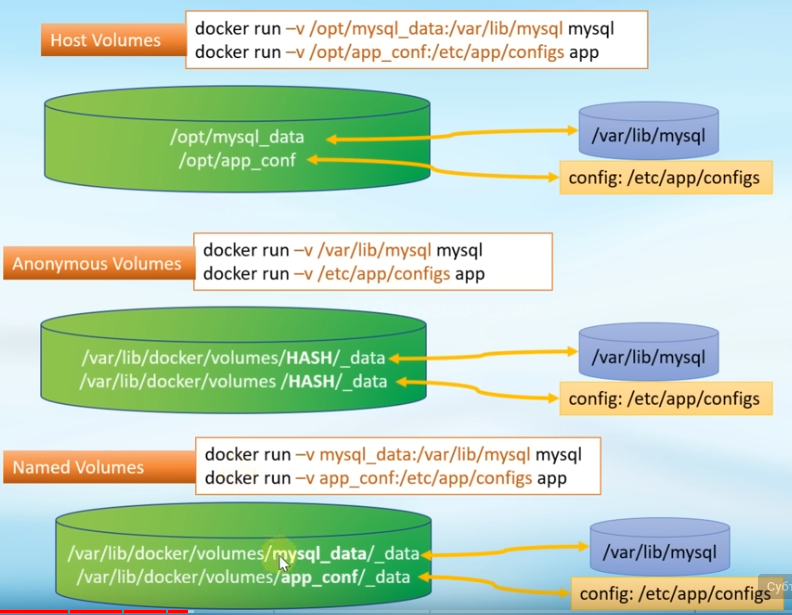 Host Volumes
docker run –v /opt/mysql_data:/var/lib/mysql mysql
docker run –v /opt/app_conf:/etc/app/configs app
/opt/mysql_data
/opt/app_conf
/var/lib/mysql
config: /etc/app/configs
Anonymous Volumes
docker run –v /var/lib/mysql mysql
docker run –v /etc/app/configs app
/var/lib/docker/volumes/HASH/_data
/var/lib/docker/volumes /HASH/_data
/var/lib/mysql
config: /etc/app/configs
Named Volumes
docker run –v mysql_data:/var/lib/mysql mysql
docker run –v app_conf:/etc/app/configs app
/var/lib/docker/volumes/mysql_data/_data
/var/lib/docker/volumes/app_conf/_data
/var/lib/mysql
config: /etc/app/configs